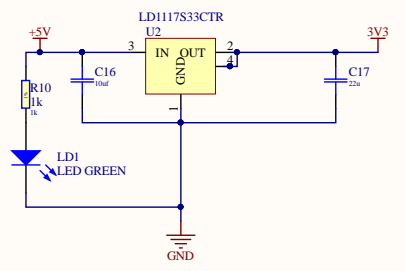 LD1117S33CTR
+5V
U2
3V3
3
IN OUT
2
4
GND
1
C16
10uf
C17
22u
R10
1k
1k
1%
LD1
LED GREEN
GND